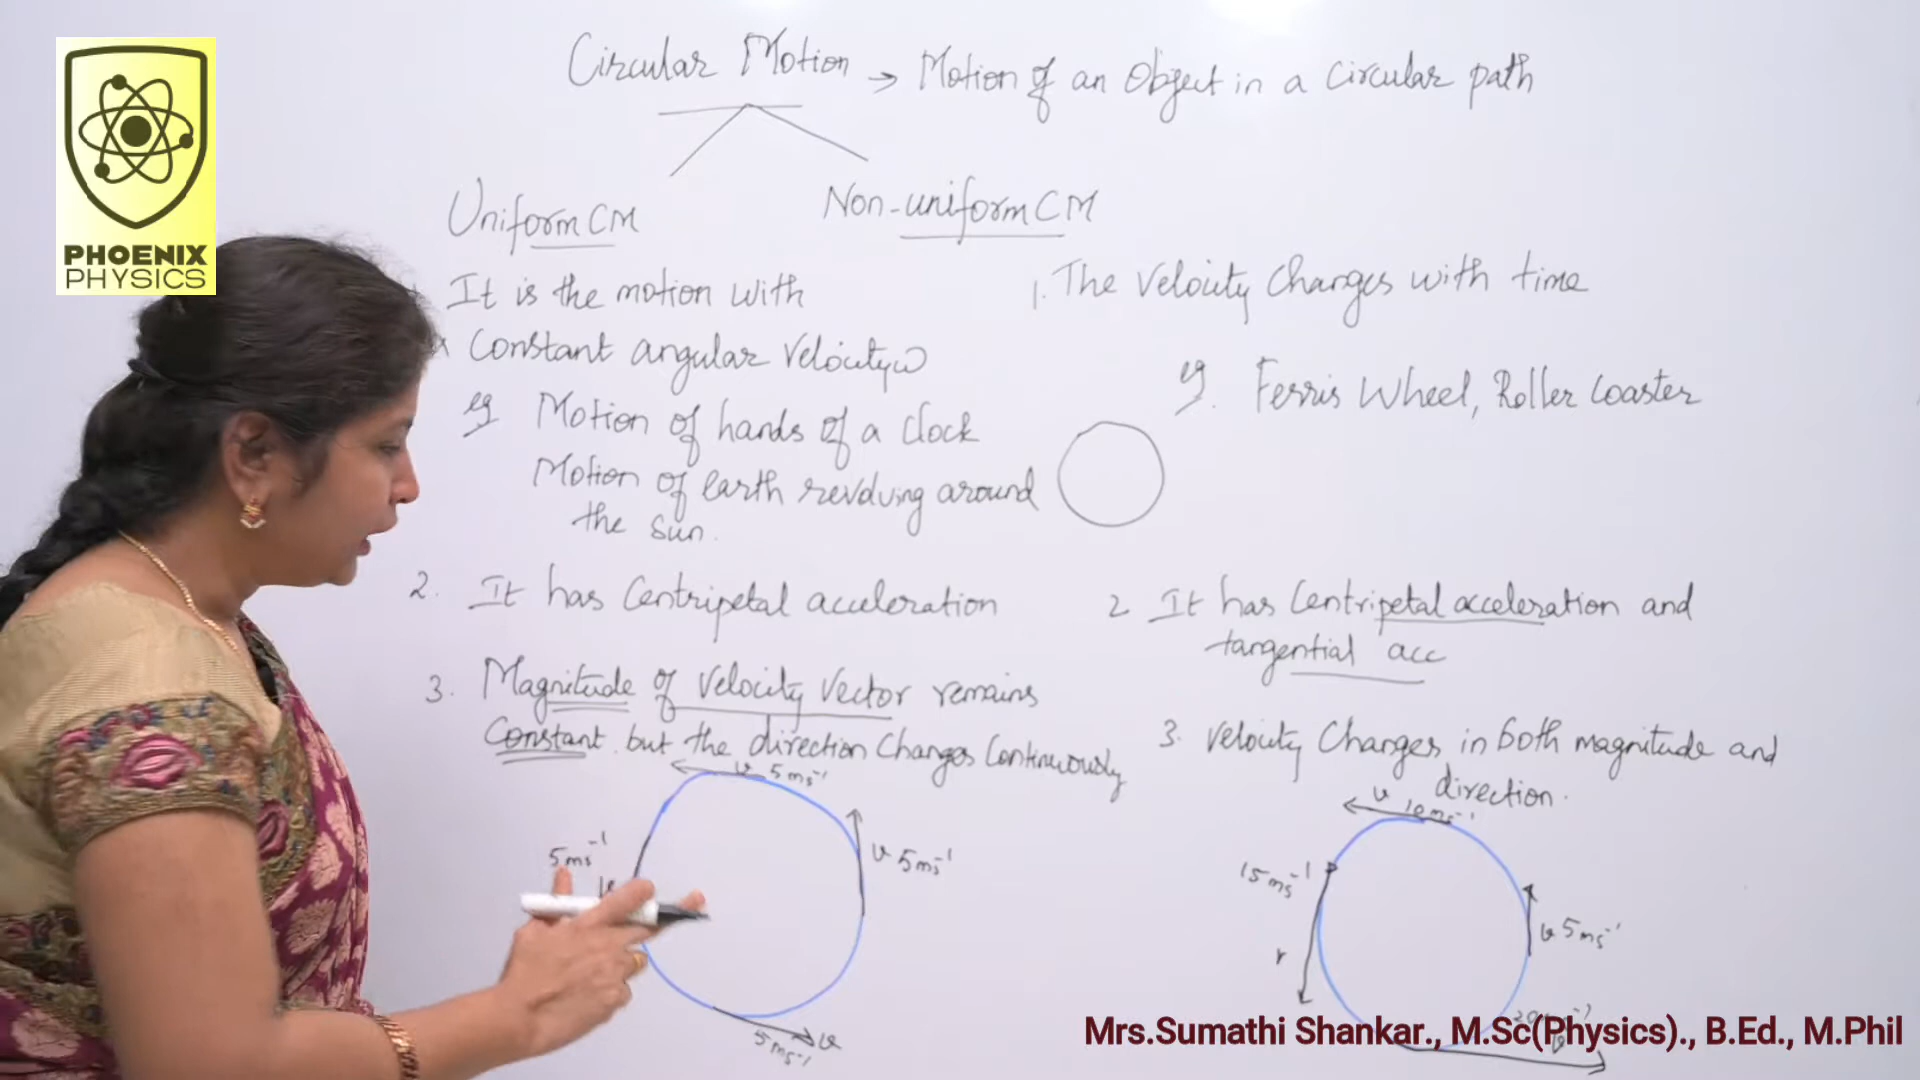 PHOENIX
PHYSICS
Circular Motion → Motion of an Object in a Circular path
Uniform CM
It is the motion with
Constant angular Velocity ω
eg Motion of hands of a Clock
Motion of Earth revolving around
the Sun.
2. It has Centripetal acceleration
3. Magnitude of Velocity Vector remains
Constant but the direction Changes Continuously
v 5ms⁻¹
5ms⁻¹
v 5ms⁻¹
v
5ms⁻¹
Non-uniform CM
1. The Velocity Changes with time
eg. Ferris Wheel, Roller Coaster
2 It has Centripetal acceleration and
tangential acc
3. Velocity Changes in both magnitude and
direction.
v 10ms⁻¹
15ms⁻¹
v 5ms⁻¹
Mrs.Sumathi Shankar., M.Sc(Physics)., B.Ed., M.Phil